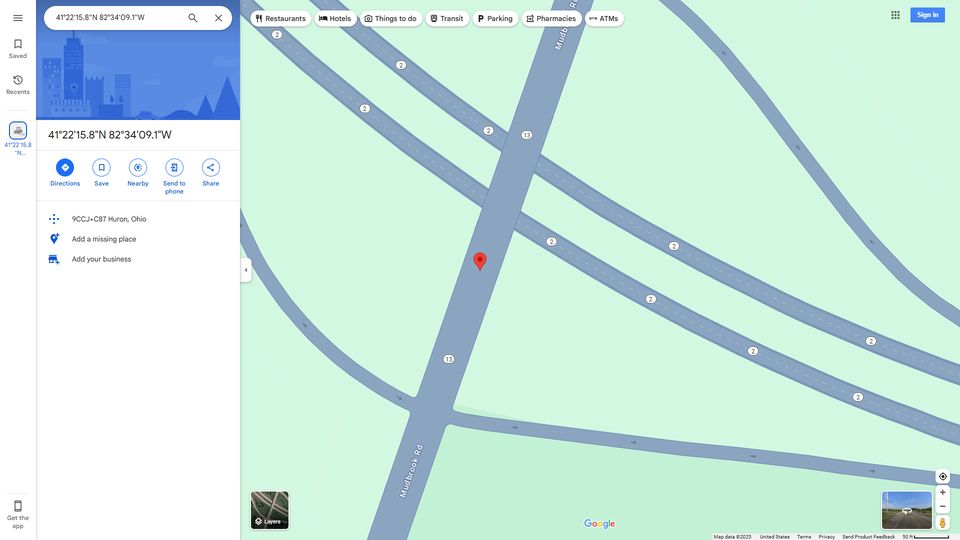 41°22'15.8"N 82°34'09.1"W
Restaurants
Hotels
Things to do
Transit
Parking
Pharmacies
ATMs
Sign in
Saved
Recents
41°22'15.8
"N...
41°22'15.8"N 82°34'09.1"W
Directions
Save
Nearby
Send to
phone
Share
9CCJ+C87 Huron, Ohio
Add a missing place
Add your business
Get the
app
Mudbrook Rd
2
2
2
2
13
2
2
2
2
2
2
13
Mudbrook Rd
Layers
Google
Map data ©2025 United States Terms Privacy Send Product Feedback 50 ft